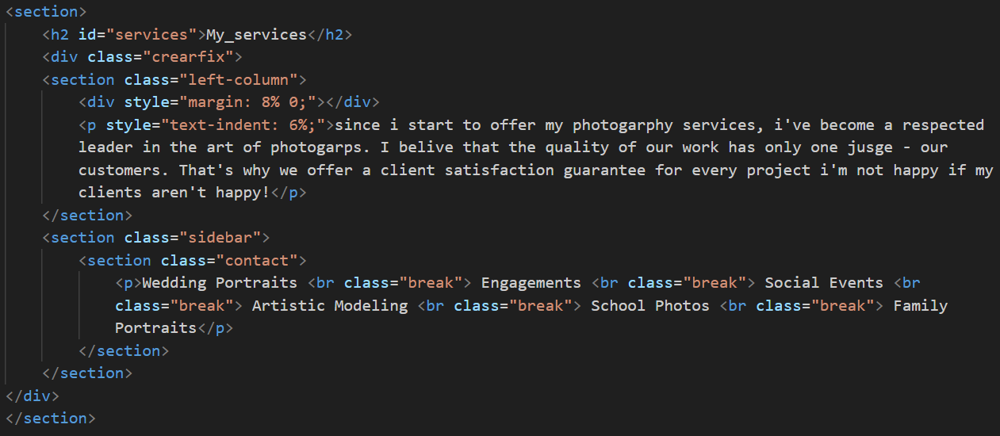 <section>
<h2 id="services">My_services</h2>
<div class="crearfix">
<section class="left-column">
<div style="margin: 8% 0;"></div>
<p style="text-indent: 6%;">since i start to offer my photogarphy services, i've become a respected
leader in the art of photogarps. I belive that the quality of our work has only one jusge - our
customers. That's why we offer a client satisfaction guarantee for every project i'm not happy if my
clients aren't happy!</p>
</section>
<section class="sidebar">
<section class="contact">
<p>Wedding Portraits <br class="break"> Engagements <br class="break"> Social Events <br
class="break"> Artistic Modeling <br class="break"> School Photos <br class="break"> Family
Portraits</p>
</section>
</section>
</div>
</section>